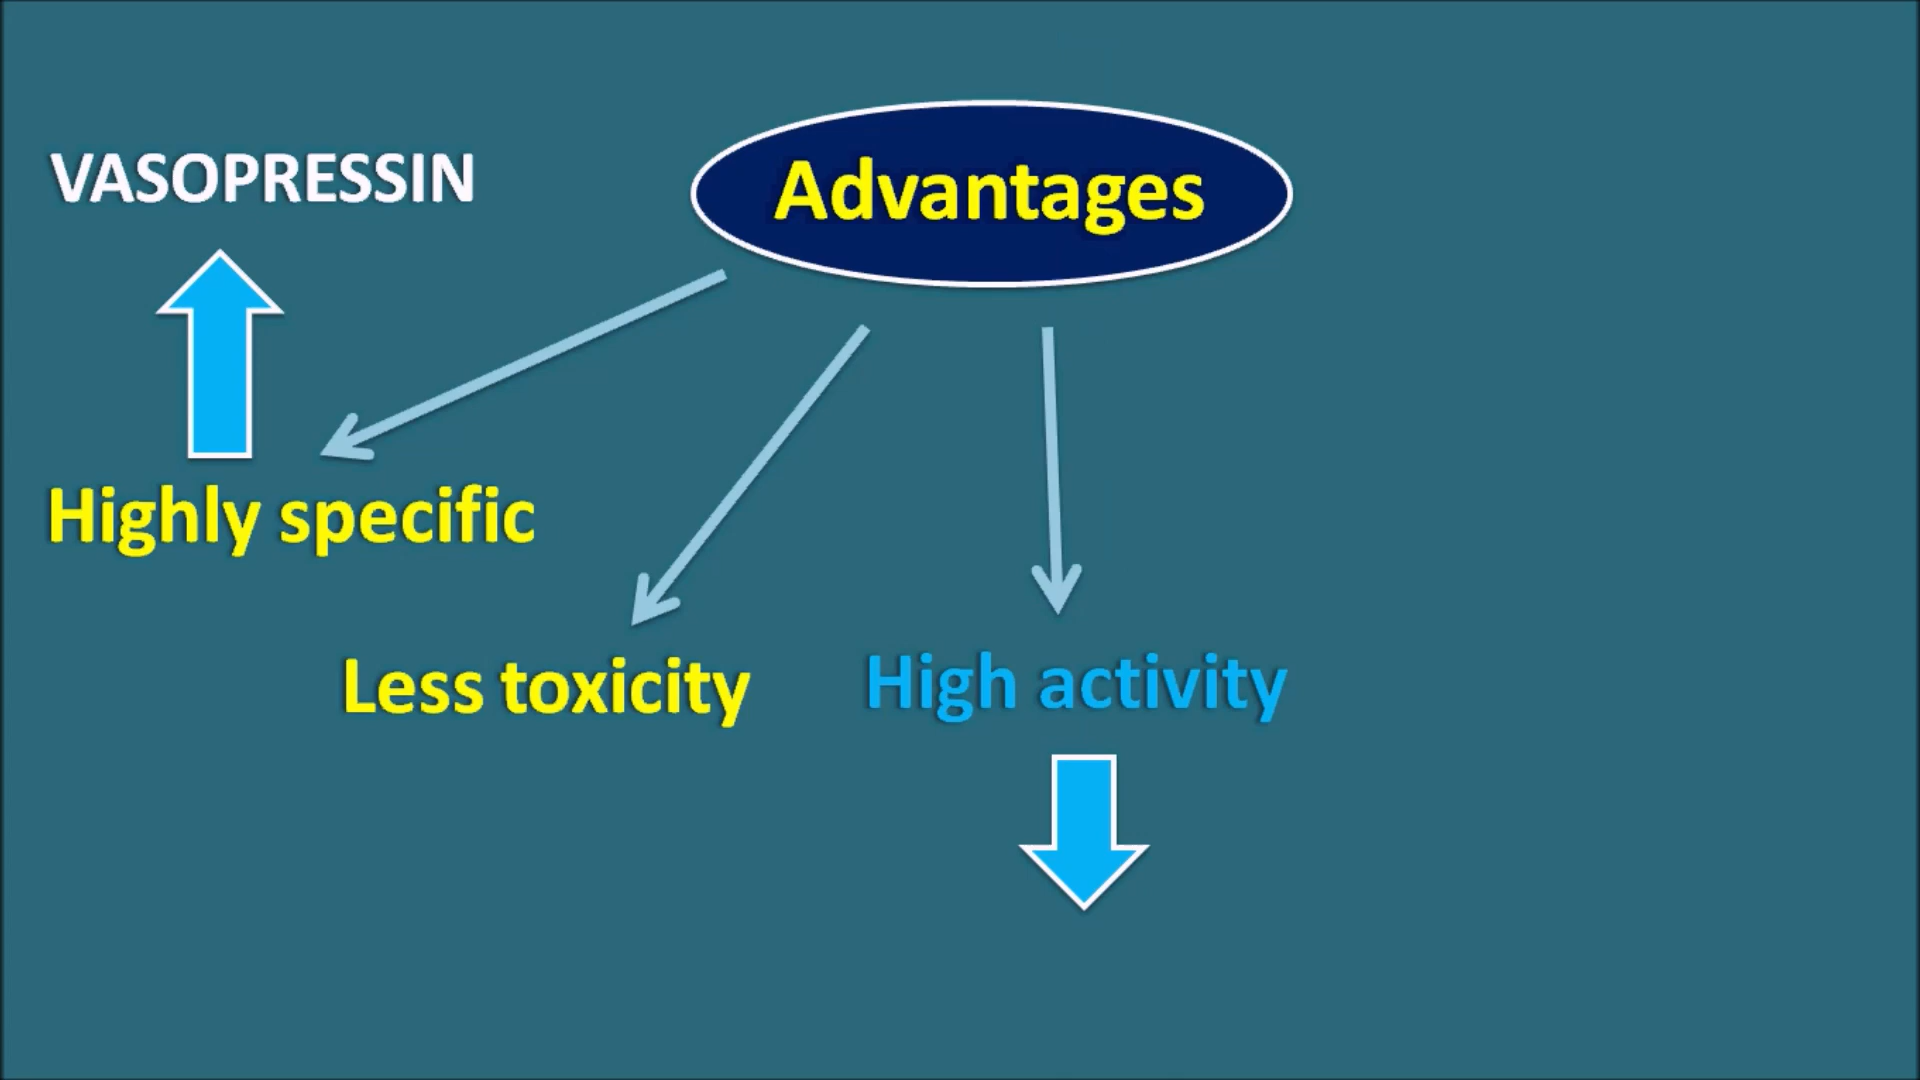 VASOPRESSIN
Advantages
Highly specific
Less toxicity
High activity